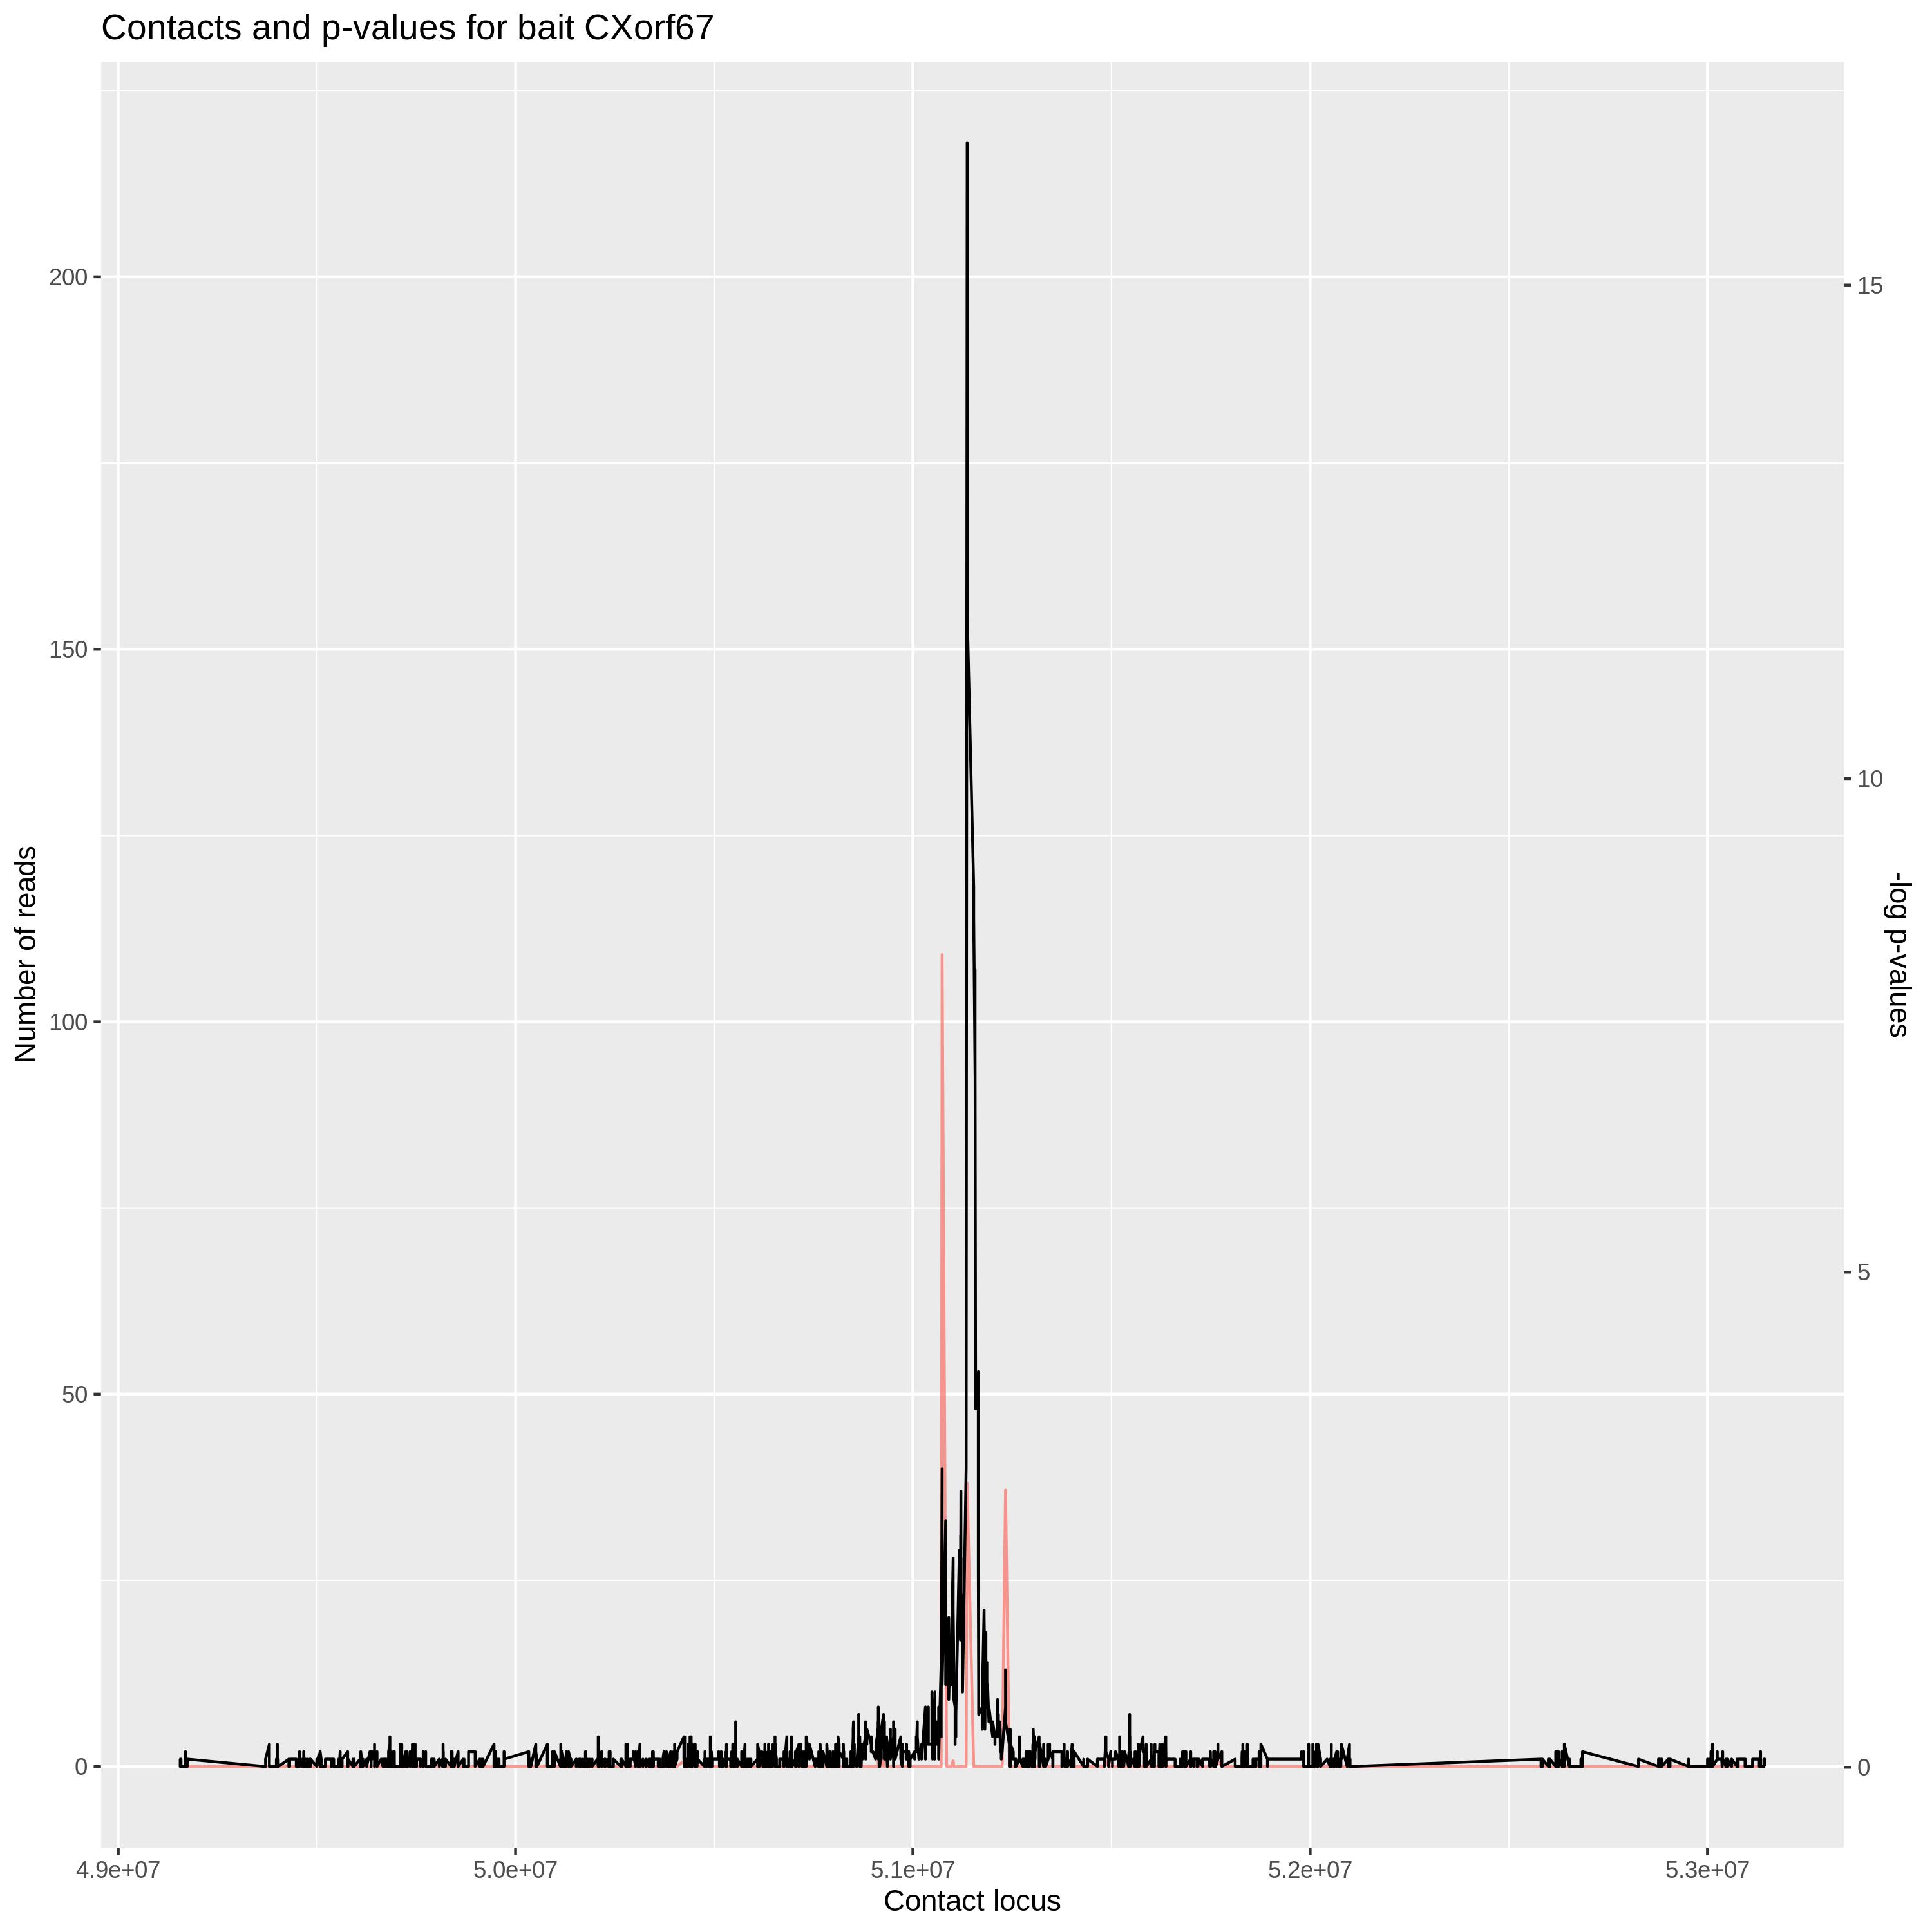 Contacts and p-values for bait CXorf67
200
150
100
50
0
15
10
5
0
Number of reads
-log p-values
4.9e+07 5.0e+07 5.1e+07 5.2e+07 5.3e+07
Contact locus